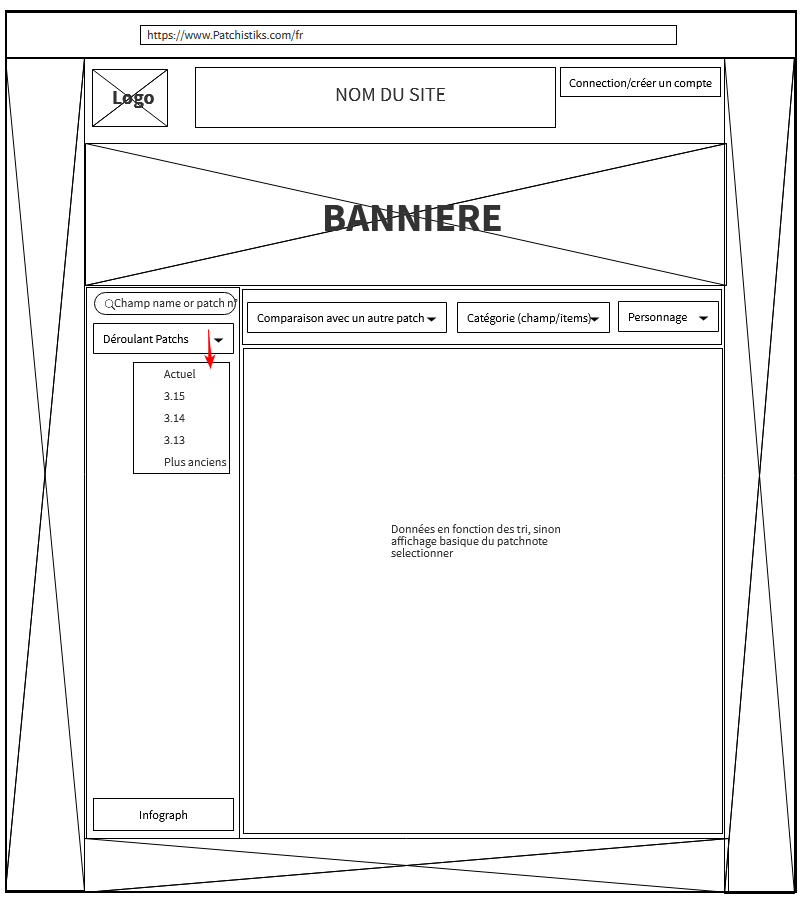 https://www.Patchistiks.com/fr
Logo
NOM DU SITE
Connection/créer un compte
BANNIERE
Champ name or patch n°
Comparaison avec un autre patch
Catégorie (champ/items)
Personnage
Déroulant Patchs
Actuel
3.15
3.14
3.13
Plus anciens
Données en fonction des tri, sinon
affichage basique du patchnote
selectionner
Infograph